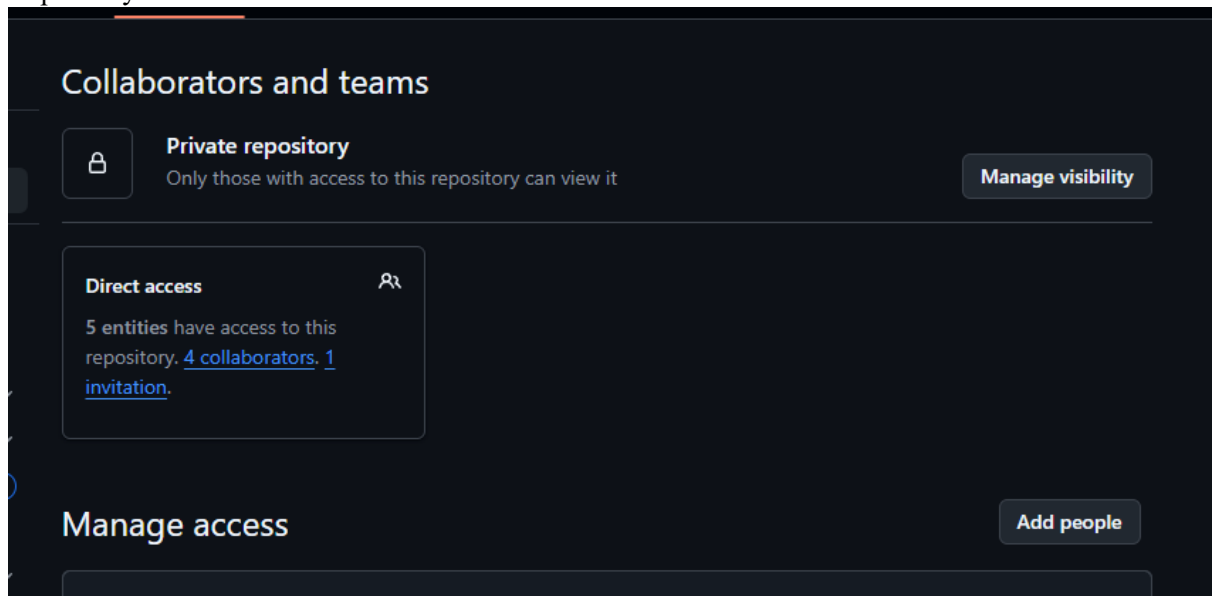 Collaborators and teams
Private repository
Only those with access to this repository can view it
Manage visibility
Direct access
5 entities have access to this
repository. 4 collaborators. 1
invitation.
Manage access
Add people